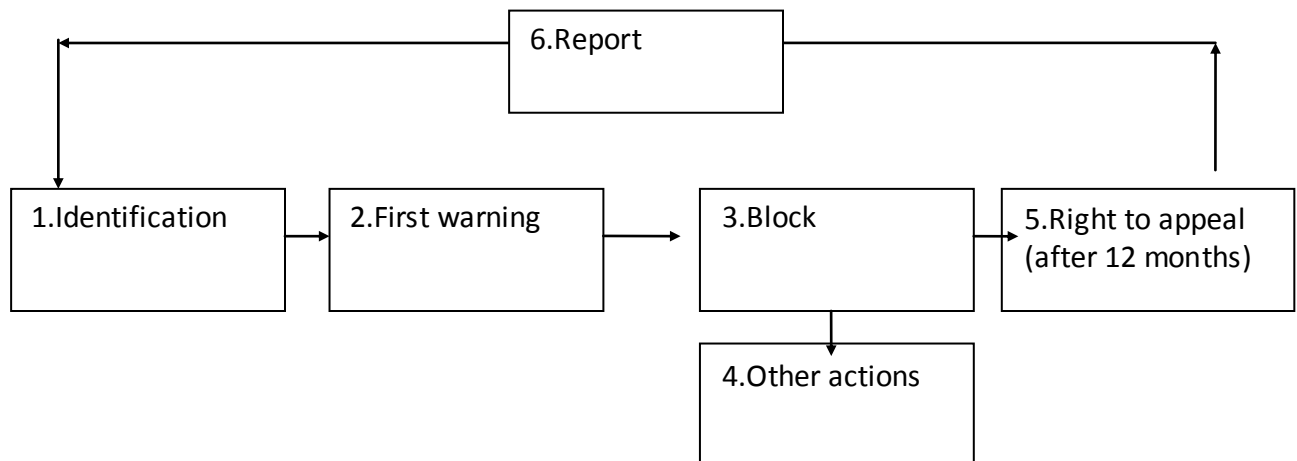 6.Report
1.Identification
2.First warning
3.Block
5.Right to appeal
(after 12 months)
4.Other actions